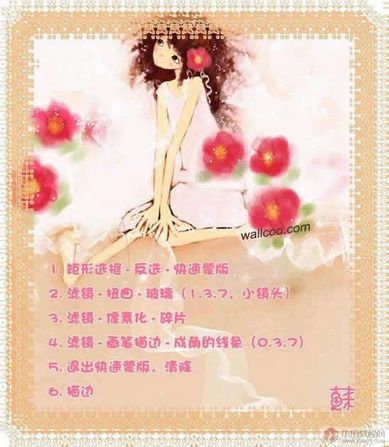 wallcoo.com
1. 矩形选框 - 反选 - 快速蒙版
2. 滤镜 - 扭曲 - 玻璃（1.3.7、小镜头）
3. 滤镜 - 像素化 - 碎片
4. 滤镜 - 画笔描边 - 成角的线条（0.3.7）
5. 退出快速蒙版、清除
6. 描边